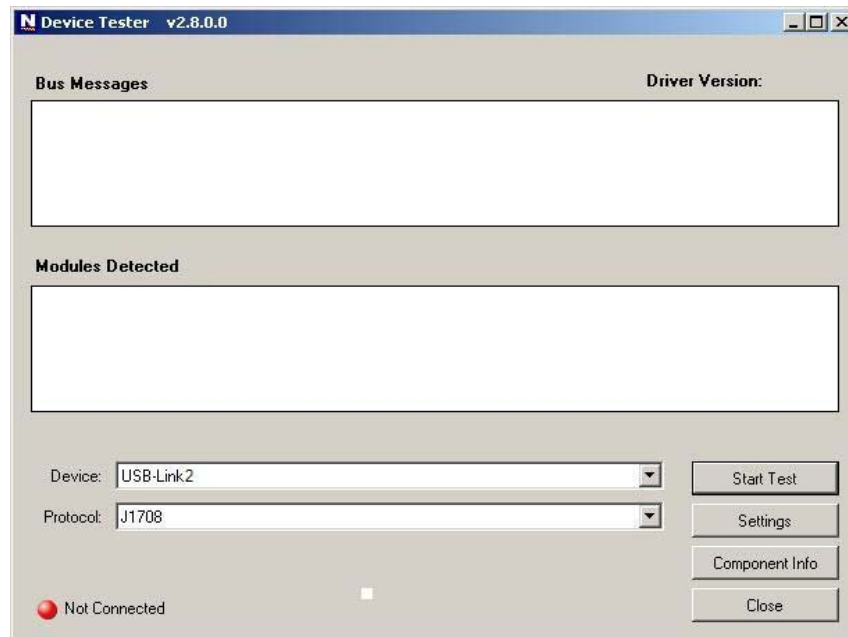 N Device Tester v2.8.0.0
Bus Messages
Driver Version:
Modules Detected
Device: USB-Link2
Start Test
Protocol: J1708
Settings
Component Info
Not Connected
Close